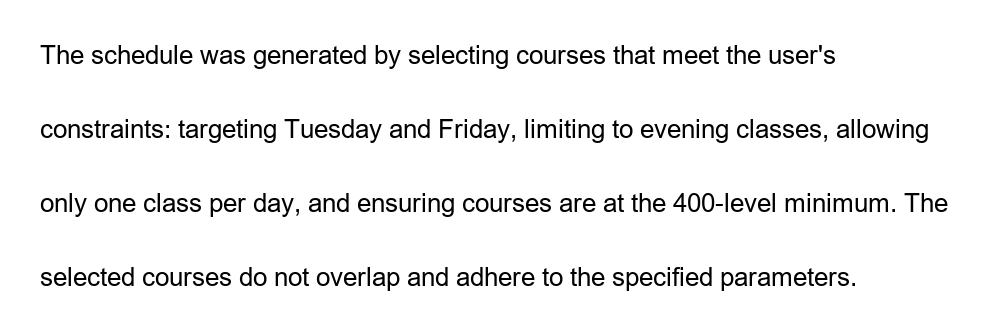 The schedule was generated by selecting courses that meet the user's
constraints: targeting Tuesday and Friday, limiting to evening classes, allowing
only one class per day, and ensuring courses are at the 400-level minimum. The
selected courses do not overlap and adhere to the specified parameters.